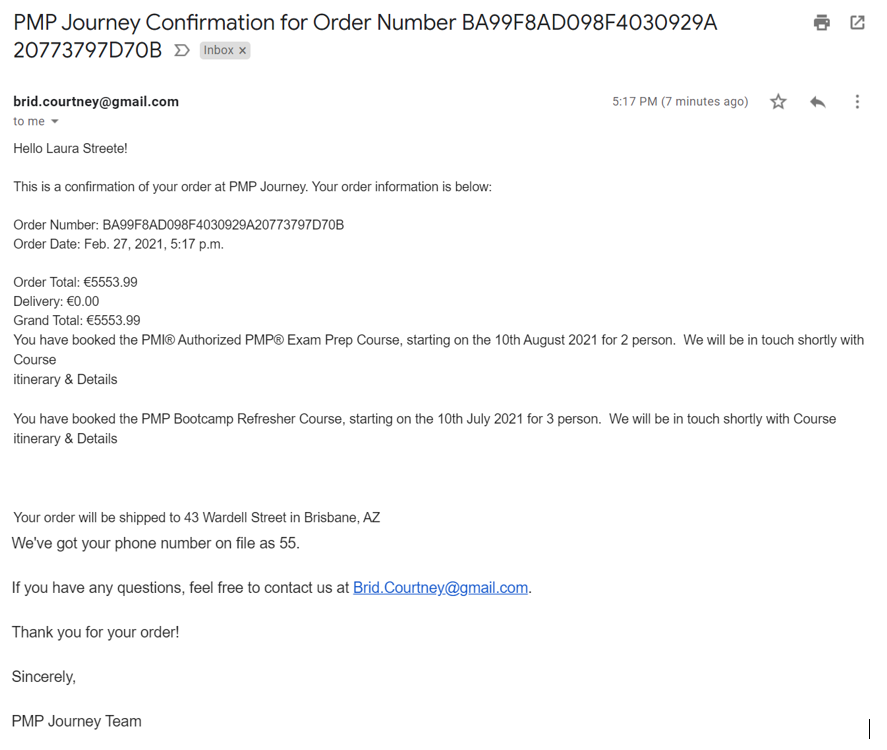 PMP Journey Confirmation for Order Number BA99F8AD098F4030929A
20773797D70B Inbox x
brid.courtney@gmail.com 5:17 PM (7 minutes ago)
to me
Hello Laura Streete!
This is a confirmation of your order at PMP Journey. Your order information is below:
Order Number: BA99F8AD098F4030929A20773797D70B
Order Date: Feb. 27, 2021, 5:17 p.m.
Order Total: €5553.99
Delivery: €0.00
Grand Total: €5553.99
You have booked the PMI® Authorized PMP® Exam Prep Course, starting on the 10th August 2021 for 2 person.  We will be in touch shortly with
Course
itinerary & Details
You have booked the PMP Bootcamp Refresher Course, starting on the 10th July 2021 for 3 person.  We will be in touch shortly with Course
itinerary & Details
Your order will be shipped to 43 Wardell Street in Brisbane, AZ
We've got your phone number on file as 55.
If you have any questions, feel free to contact us at Brid.Courtney@gmail.com.
Thank you for your order!
Sincerely,
PMP Journey Team